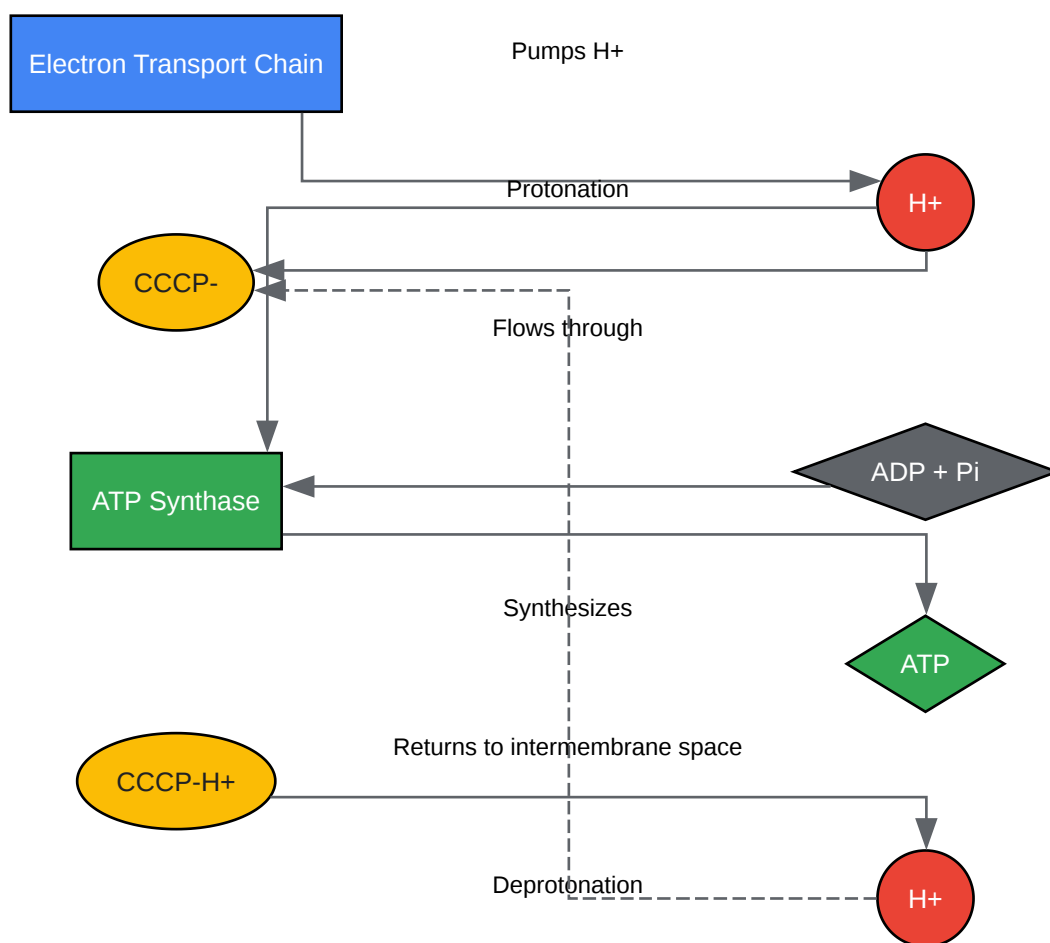 Electron Transport Chain
Pumps H+
Protonation
H+
CCCP-
Flows through
ADP + Pi
ATP Synthase
Synthesizes
ATP
Returns to intermembrane space
CCCP-H+
Deprotonation
H+